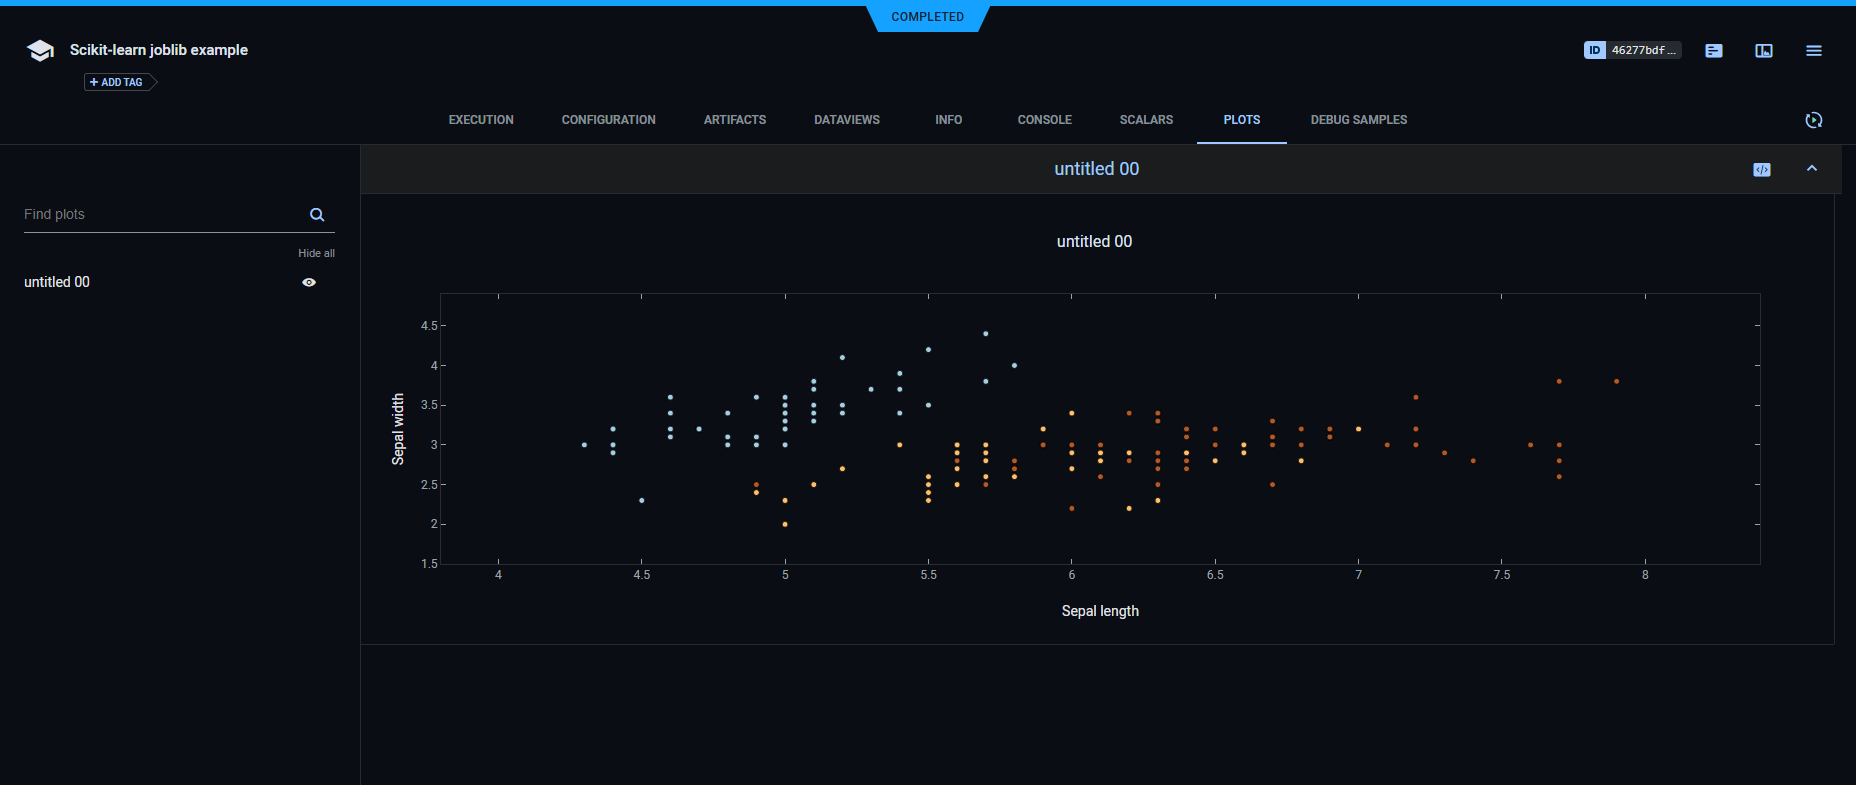 COMPLETED
Scikit-learn joblib example
ID 46277bdf ...
+ ADD TAG
EXECUTION CONFIGURATION ARTIFACTS DATAVIEWS INFO CONSOLE SCALARS PLOTS DEBUG SAMPLES
untitled 00
Find plots
Hide all
untitled 00
untitled 00
Sepal width
4.5
4
3.5
3
2.5
2
1.5
4 4.5 5 5.5 6 6.5 7 7.5 8
Sepal length